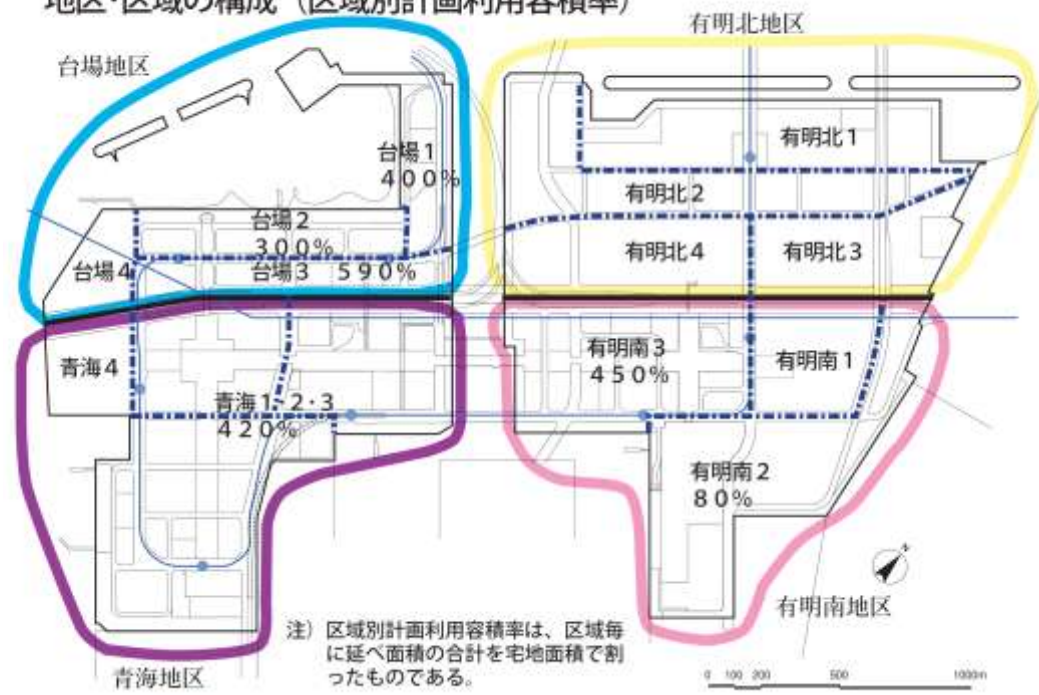 地区・区域の構成（区域別計画利用容積率）
有明北地区
台場地区
台場1
400%
有明北1
有明北2
台場2
300%
有明北4
有明北3
台場4
台場3 590%
有明南3
450%
有明南1
青海4
青海1・2・3
420%
有明南2
80%
N
有明南地区
注） 区域別計画利用容積率は、区域毎
に延べ面積の合計を宅地面積で割
ったものである。
青海地区
0 100 200 500 1000m